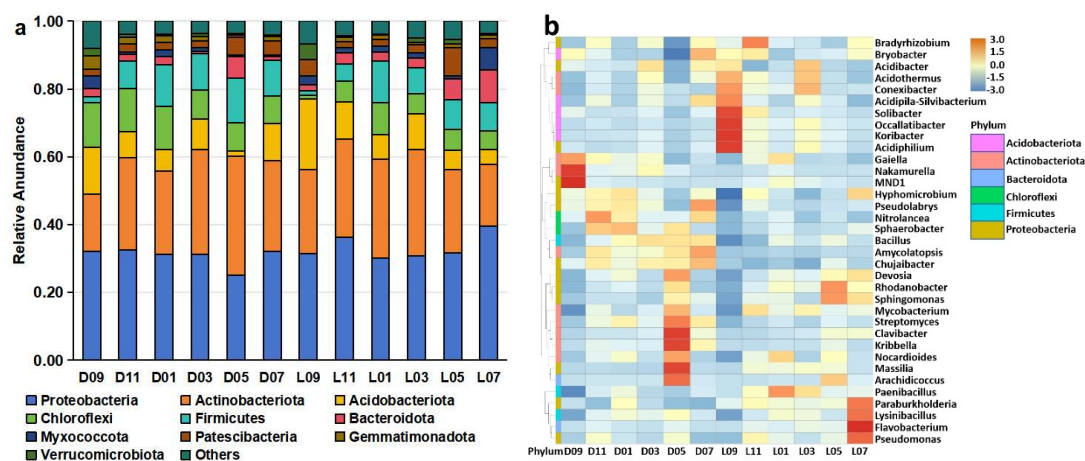 a
Relative Anundance
1.00
0.80
0.60
0.40
0.20
0.00
D09 D11 D01 D03 D05 D07 L09 L11 L01 L03 L05 L07
Proteobacteria Actinobacteriota Acidobacteriota
Chloroflexi Firmicutes Bacteroidota
Myxococcota Patescibacteria Gemmatimonadota
Verrucomicrobiota Others
b
Bradyrhizobium
Bryobacter
Acidibacter
Acidothermus
Conexibacter
Acidipila-Silvibacterium
Solibacter
Occallatibacter
Koribacter
Acidiphilium
Gaiella
Nakamurella
MND1
Hyphomicrobium
Pseudolabrys
Nitrolancea
Sphaerobacter
Bacillus
Amycolatopsis
Chujaibacter
Devosia
Rhodanobacter
Sphingomonas
Mycobacterium
Streptomyces
Clavibacter
Kribbella
Nocardioides
Massilia
Arachidicoccus
Paenibacillus
Paraburkholderia
Lysinibacillus
Flavobacterium
Pseudomonas
Phylum D09 D11 D01 D03 D05 D07 L09 L11 L01 L03 L05 L07
3.0
1.5
0.0
-1.5
-3.0
Phylum
Acidobacteriota
Actinobacteriota
Bacteroidota
Chloroflexi
Firmicutes
Proteobacteria